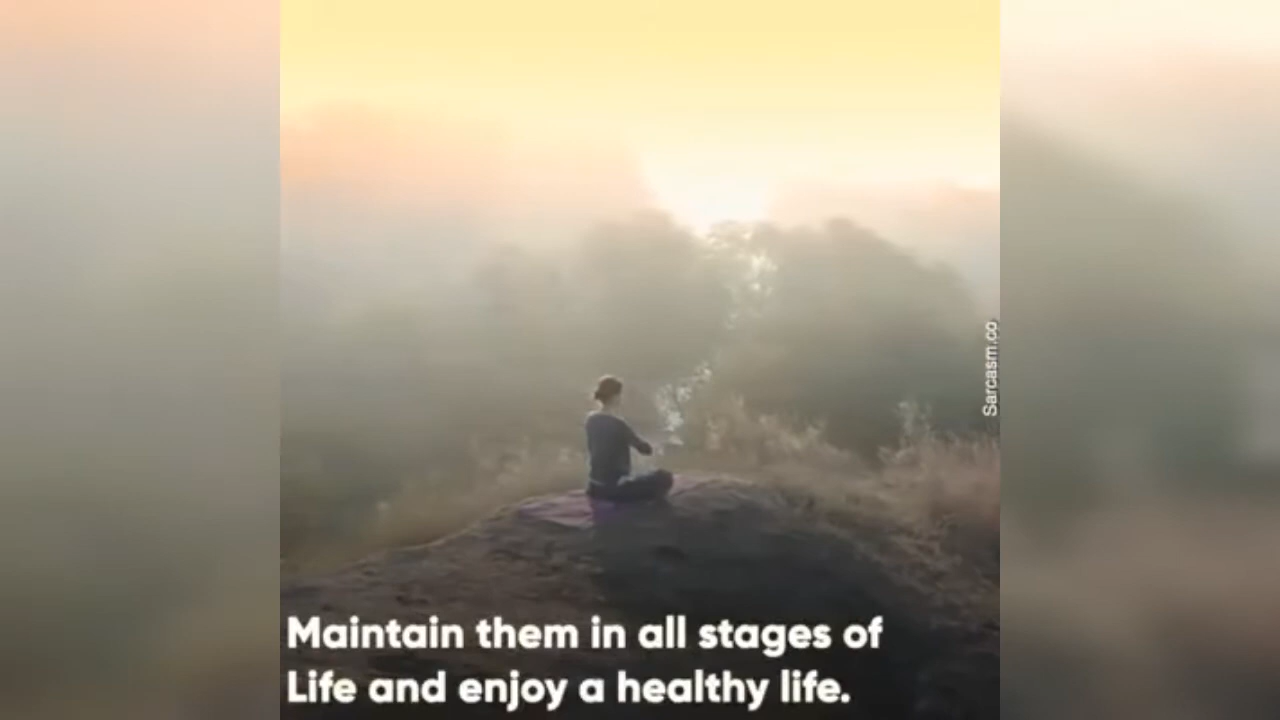 Sarcasm.co
Maintain them in all stages of
Life and enjoy a healthy life.